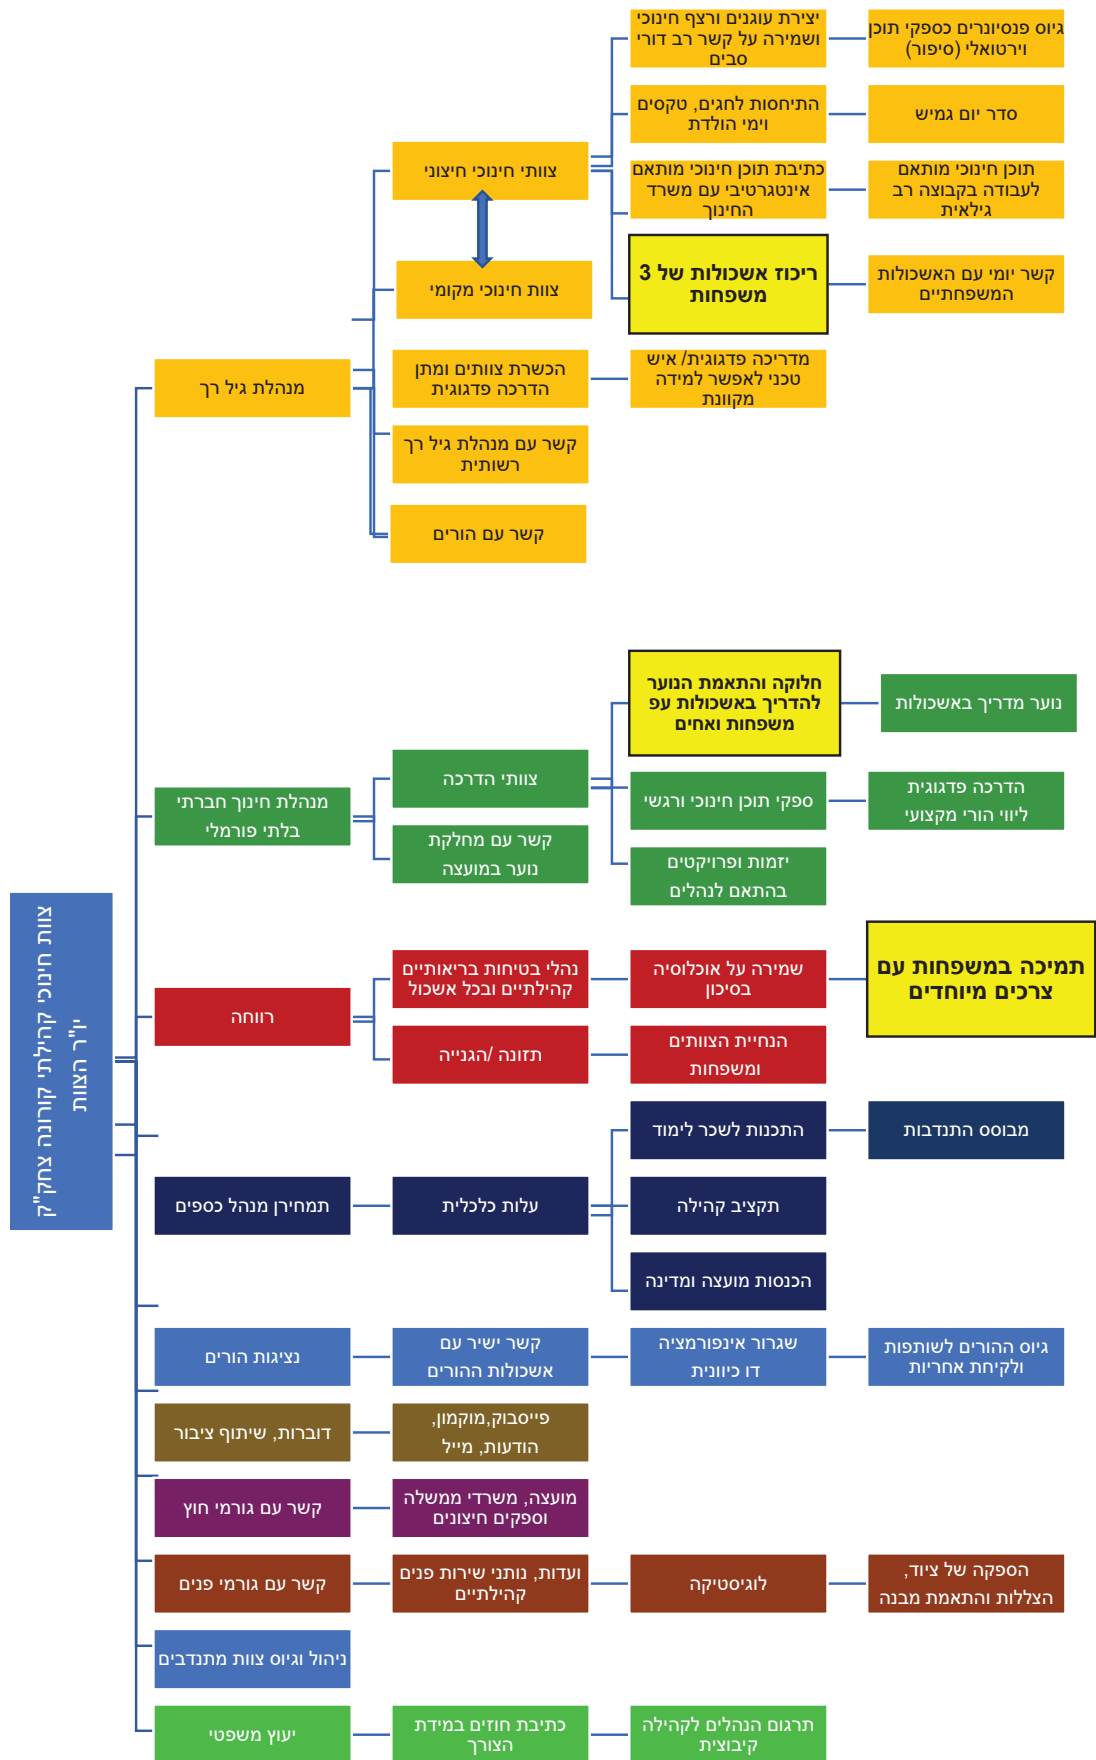 צוות חינוכי קהילתי קורונה צחקק"ק
יו"ר הצוות
מנהלת גיל רך
צוותי חינוכי חיצוני
יצירת עוגנים ורצף חינוכי
ושמירה על קשר רב דורי
סבים
גיוס פנסיונרים כספקי תוכן
וירטואלי (סיפור)
התיחסות לחגים, טקסים
וימי הולדת
סדר יום גמיש
כתיבת תוכן חינוכי מותאם
אינטגרטיבי עם משרד
החינוך
תוכן חינוכי מותאם
לעבודה בקבוצה רב
גילאית
ריכוז אשכולות של 3
משפחות
קשר יומי עם האשכולות
המשפחתיים
צוות חינוכי מקומי
הכשרת צוותים ומתן
הדרכה פדגוגית
מדריכה פדגוגית/ איש
טכני לאפשר למידה
מקוונת
קשר עם מנהלת גיל רך
רשותית
קשר עם הורים
מנהלת חינוך חברתי
בלתי פורמלי
צוותי הדרכה
חלוקה והתאמת הנוער
להדריך באשכולות עפ
משפחות ואחים
נוער מדריך באשכולות
ספקי תוכן חינוכי ורגשי
הדרכה פדגוגית
ליווי הורי מקצועי
יזמות ופרויקטים
בהתאם לנהלים
קשר עם מחלקת
נוער במועצה
רווחה
נהלי בטיחות בריאותיים
קהילתיים ובכל אשכול
שמירה על אוכלוסיה
בסיכון
תמיכה במשפחות עם
צרכים מיוחדים
תזונה /הגנייה
הנחיית הצוותים
ומשפחות
תמחירן מנהל כספים
עלות כלכלית
התכנות לשכר לימוד
מבוסס התנדבות
תקציב קהילה
הכנסות מועצה ומדינה
נציגות הורים
קשר ישיר עם
אשכולות ההורים
שגרור אינפורמציה
דו כיוונית
גיוס ההורים לשותפות
ולקיחת אחריות
דוברות, שיתוף ציבור
פייסבוק,מוקמון,
הודעות, מייל
קשר עם גורמי חוץ
מועצה, משרדי ממשלה
וספקים חיצונים
קשר עם גורמי פנים
ועדות, נותני שירות פנים
קהילתיים
לוגיסטיקה
הספקה של ציוד,
הצללות והתאמת מבנה
ניהול וגיוס צוות מתנדבים
יעוץ משפטי
כתיבת חוזים במידת
הצורך
תרגום הנהלים לקהילה
קיבוצית